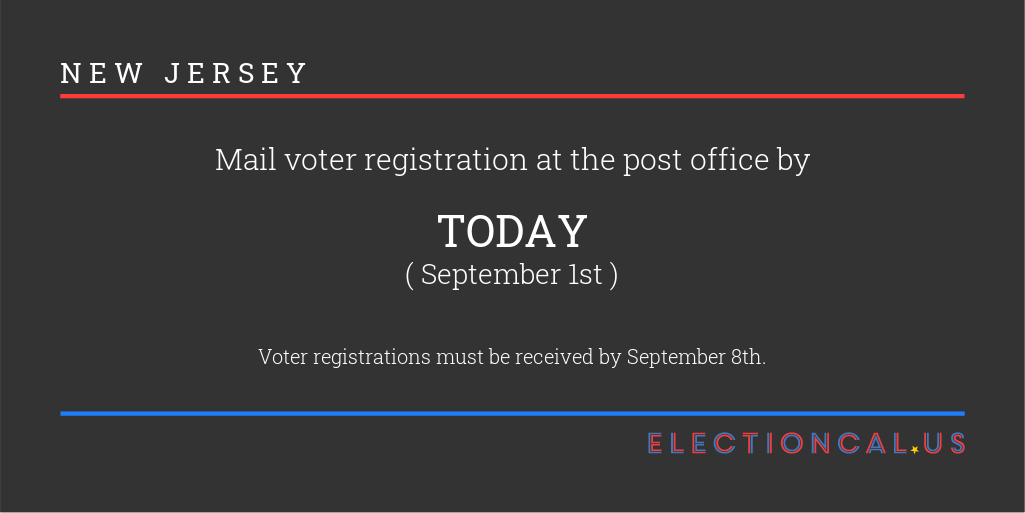 NEW JERSEY
Mail voter registration at the post office by
TODAY
( September 1st )
Voter registrations must be received by September 8th.
ELECTIONCAL.US